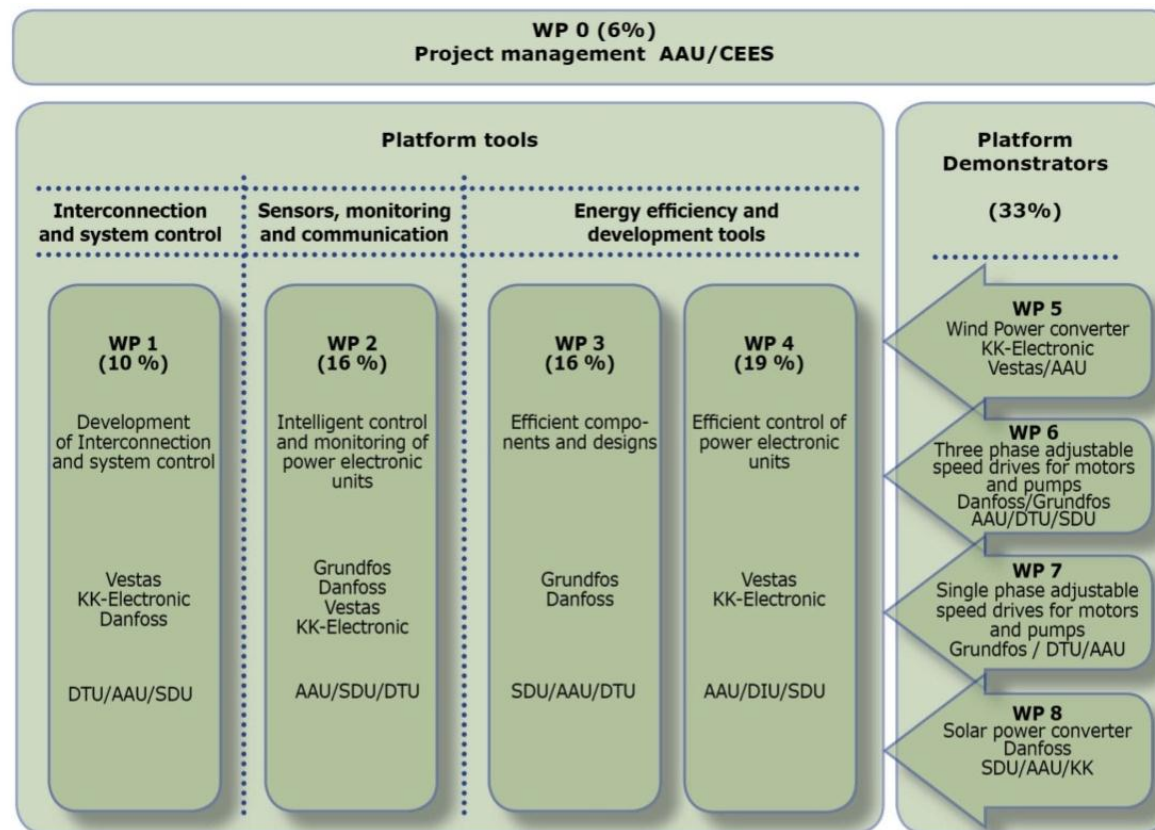 WP 0 (6%)
Project management AAU/CEES
Platform tools
Interconnection
and system control
Sensors, monitoring
and communication
Energy efficiency and
development tools
WP 1
(10 %)
Development
of Interconnection
and system control
Vestas
KK-Electronic
Danfoss
DTU/AAU/SDU
WP 2
(16 %)
Intelligent control
and monitoring of
power electronic
units
Grundfos
Danfoss
Vestas
KK-Electronic
AAU/SDU/DTU
WP 3
(16 %)
Efficient compo-
nents and designs
Grundfos
Danfoss
SDU/AAU/DTU
WP 4
(19 %)
Efficient control of
power electronic
units
Vestas
KK-Electronic
AAU/DIU/SDU
Platform
Demonstrators
(33%)
WP 5
Wind Power converter
KK-Electronic
Vestas/AAU
WP 6
Three phase adjustable
speed drives for motors
and pumps
Danfoss/Grundfos
AAU/DTU/SDU
WP 7
Single phase adjustable
speed drives for motors
and pumps
Grundfos / DTU/AAU
WP 8
Solar power converter
Danfoss
SDU/AAU/KK